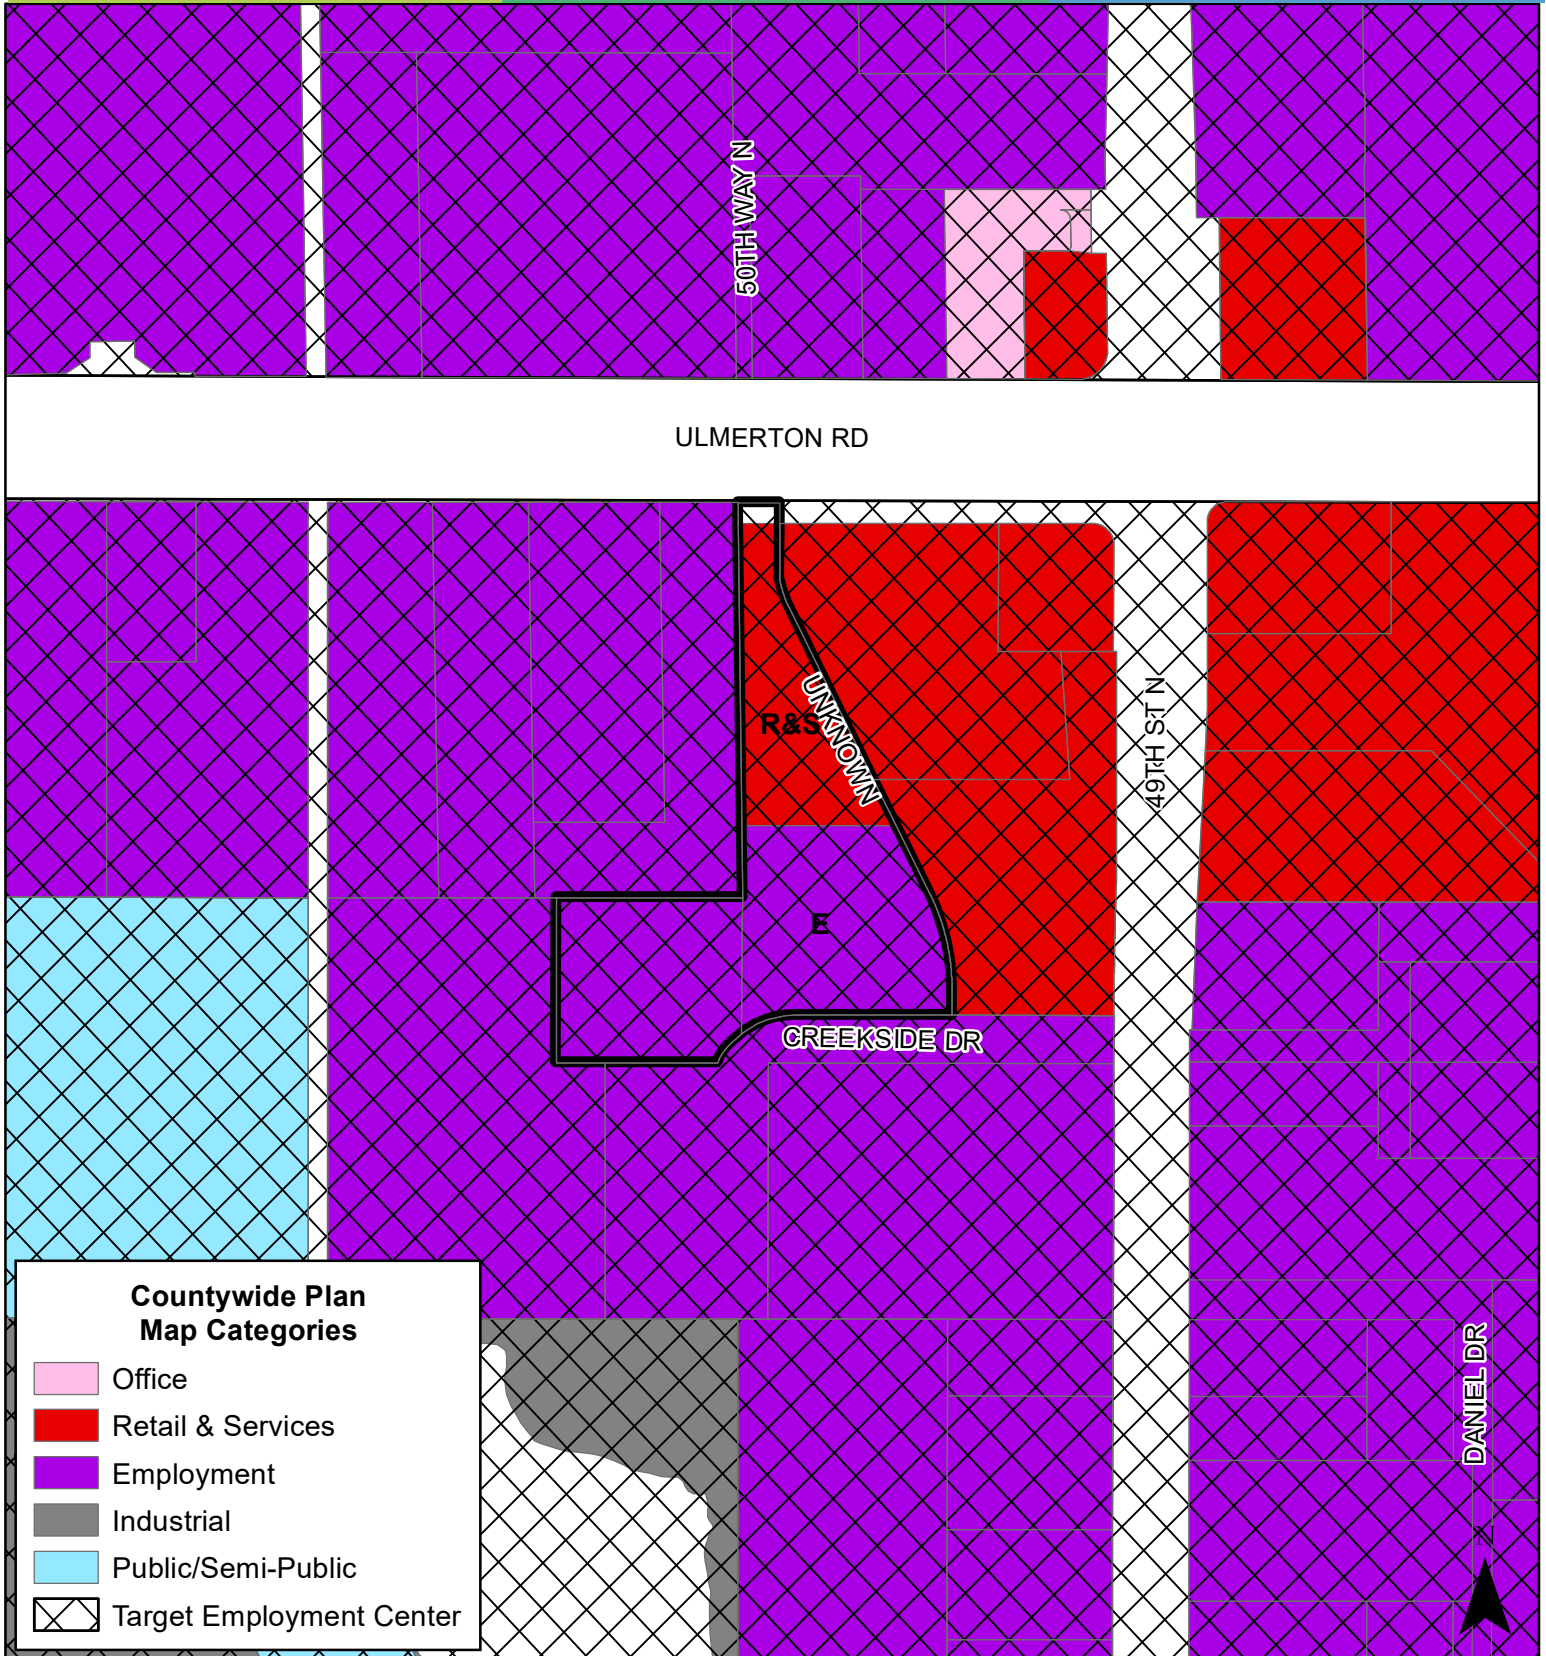 50TH WAY N
ULMERTON RD
UNKNOWN
R&S
49TH ST N
E
CREEKSIDE DR
Countywide Plan
Map Categories
Office
Retail & Services
Employment
Industrial
Public/Semi-Public
Target Employment Center
DANIEL DR
N